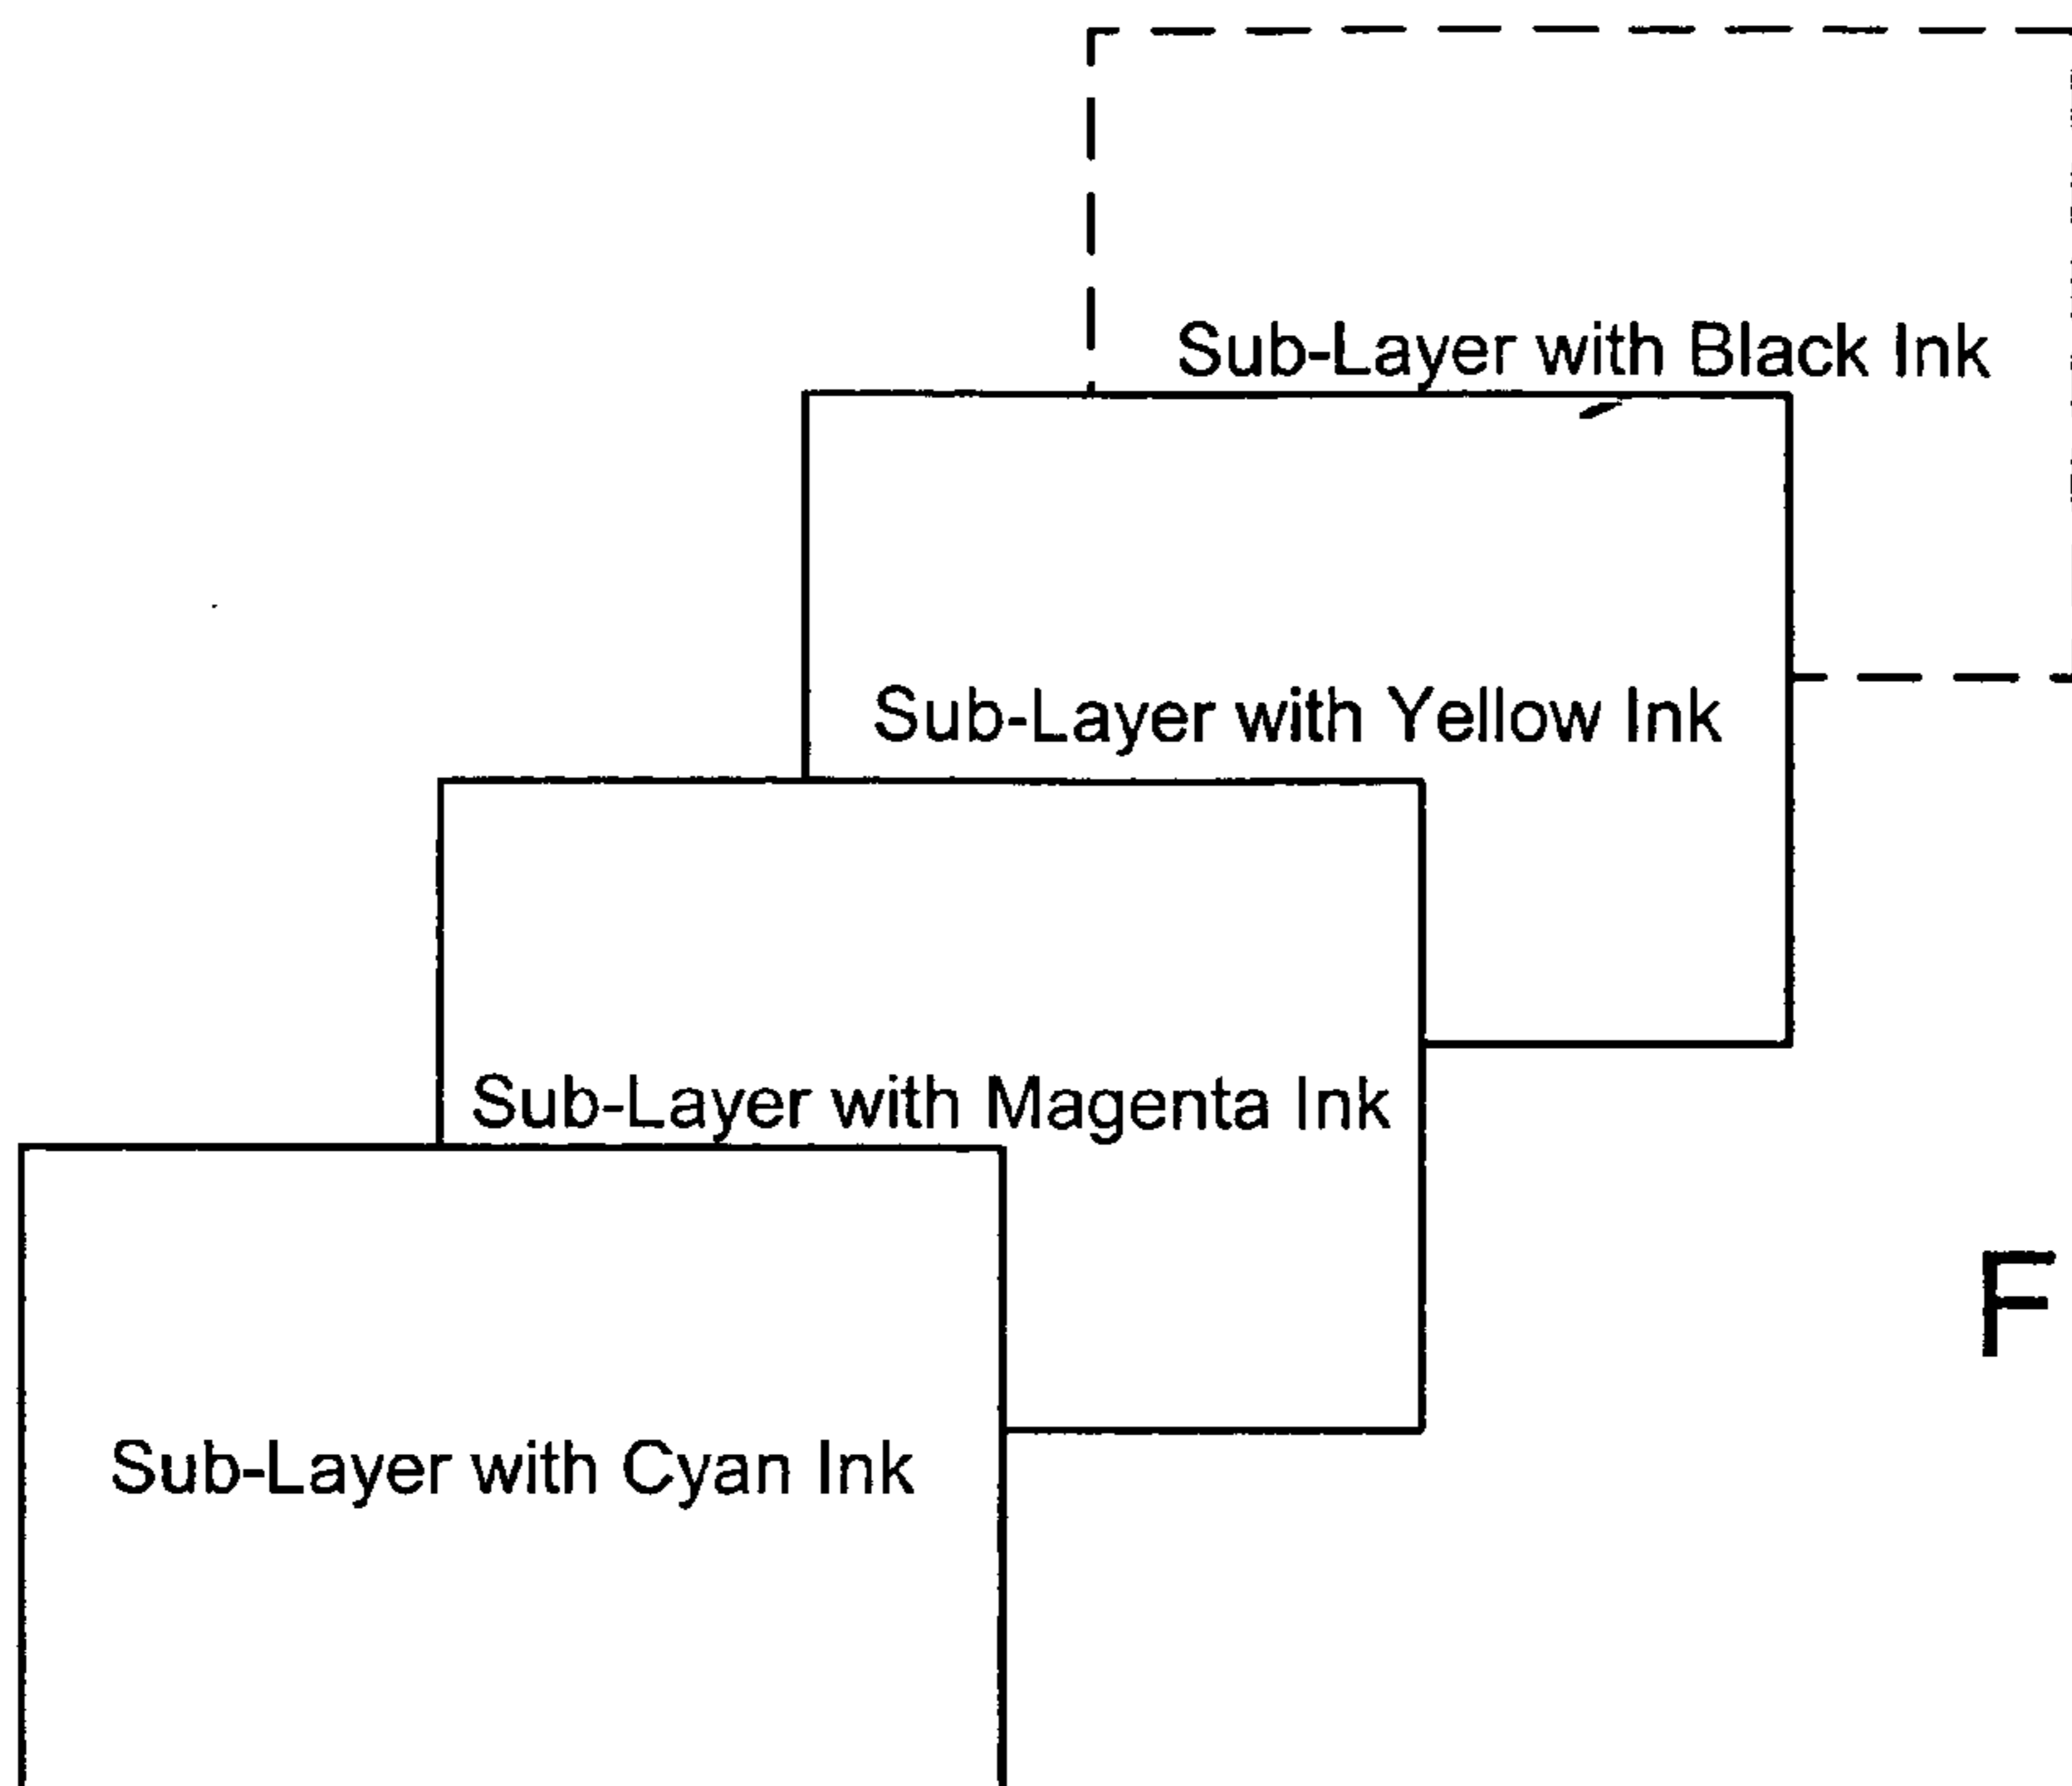 Sub-Layer with Black Ink
Sub-Layer with Yellow Ink
Sub-Layer with Magenta Ink
F
Sub-Layer with Cyan Ink